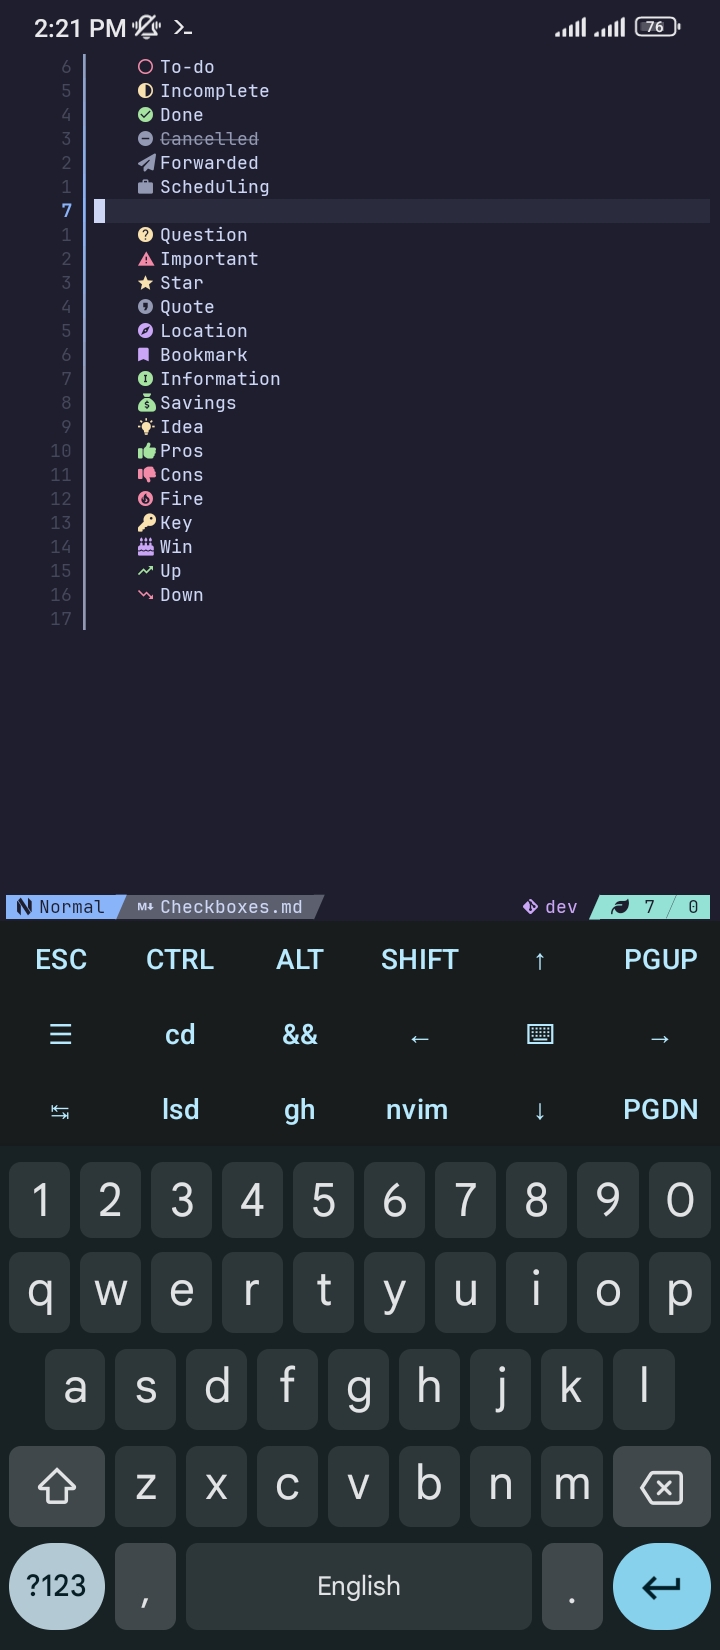 2:21 PM 76
6 To-do
5 Incomplete
4 Done
3 Cancelled
2 Forwarded
1 Scheduling
7
1 Question
2 Important
3 Star
4 Quote
5 Location
6 Bookmark
7 Information
8 Savings
9 Idea
10 Pros
11 Cons
12 Fire
13 Key
14 Win
15 Up
16 Down
17
Normal Checkboxes.md dev 7 0
ESC CTRL ALT SHIFT ↑ PGUP
☰ cd && ← →
↹ lsd gh nvim ↓ PGDN
1 2 3 4 5 6 7 8 9 0
q w e r t y u i o p
a s d f g h j k l
z x c v b n m
?123 , English .